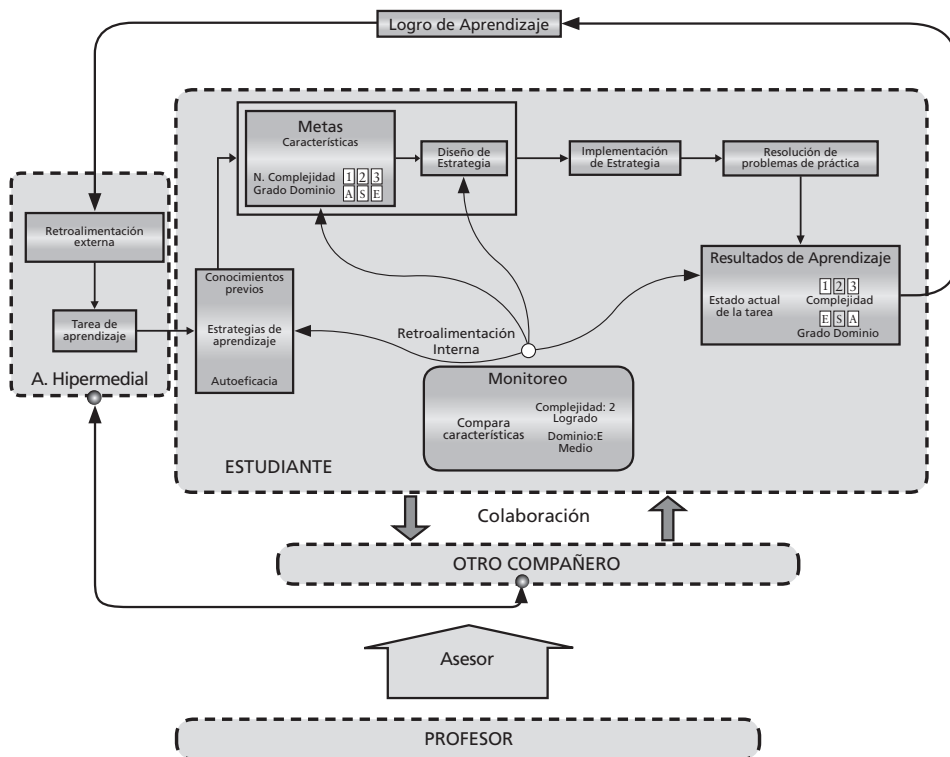 Logro de Aprendizaje
Metas
Características
N. Complejidad 1 2 3
Grado Dominio A S E
Diseño de
Estrategia
Implementación
de Estrategia
Resolución de
problemas de práctica
Retroalimentación
externa
Tarea de
aprendizaje
A. Hipermedial
Conocimientos
previos
Estrategias de
aprendizaje
Autoeficacia
Resultados de Aprendizaje
Estado actual
de la tarea
1 2 3
Complejidad
E S A
Grado Dominio
Retroalimentación
Interna
Monitoreo
Compara
características
Complejidad: 2
Logrado
Dominio:E
Medio
ESTUDIANTE
Colaboración
OTRO COMPAÑERO
Asesor
PROFESOR